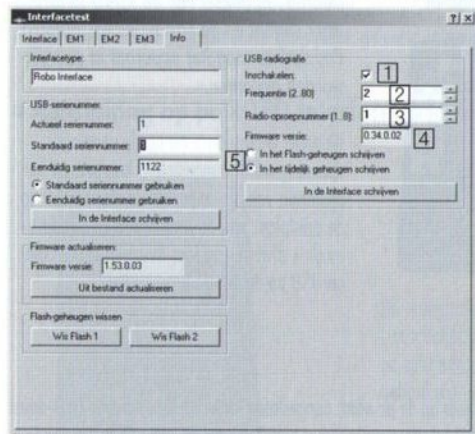 Interfacetest
Interface EM1 EM2 EM3 Info
Interfacetype:
Robo Interface
USB-serienummer:
Actueel serienummer: 1
Standaard seriennummer: 1
Eenduidig serienummer: 1122
Standaard seriennummer gebruiken
Eenduidig serienummer gebruiken
In de Interface schrijven
Firmware actualiseren:
Firmware versie: 1.53.0.03
Uit bestand actualiseren
Flash-geheugen wissen
Wis Flash 1 Wis Flash 2
USB-radiografie
Inschakelen: 1
Frequentie (2..80) 2 2
Radio-oproepnummer (1..8): 1 3
Firmware versie: 0.34.0.02 4
5 In het Flash-geheugen schrijven
In het tijdelijk geheugen schrijven
In de Interface schrijven